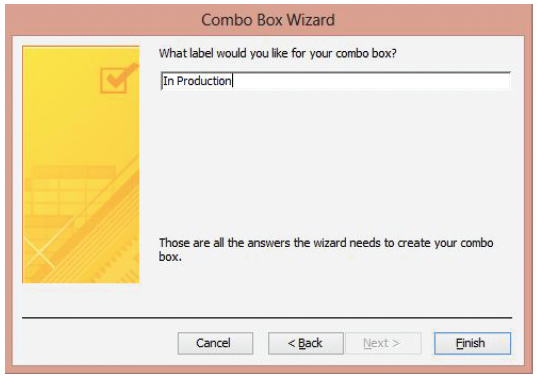 Combo Box Wizard
What label would you like for your combo box?
In Production
Those are all the answers the wizard needs to create your combo
box.
Cancel
< Back
Next >
Finish